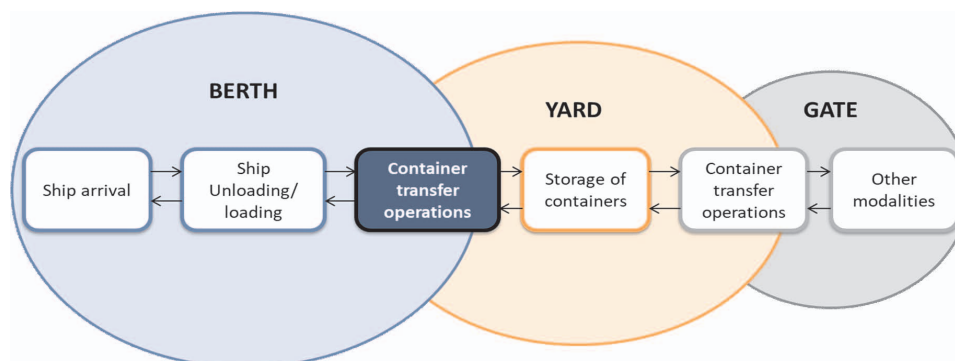 BERTH
YARD
GATE
Ship arrival
Ship
Unloading/
loading
Container
transfer
operations
Storage of
containers
Container
transfer
operations
Other
modalities